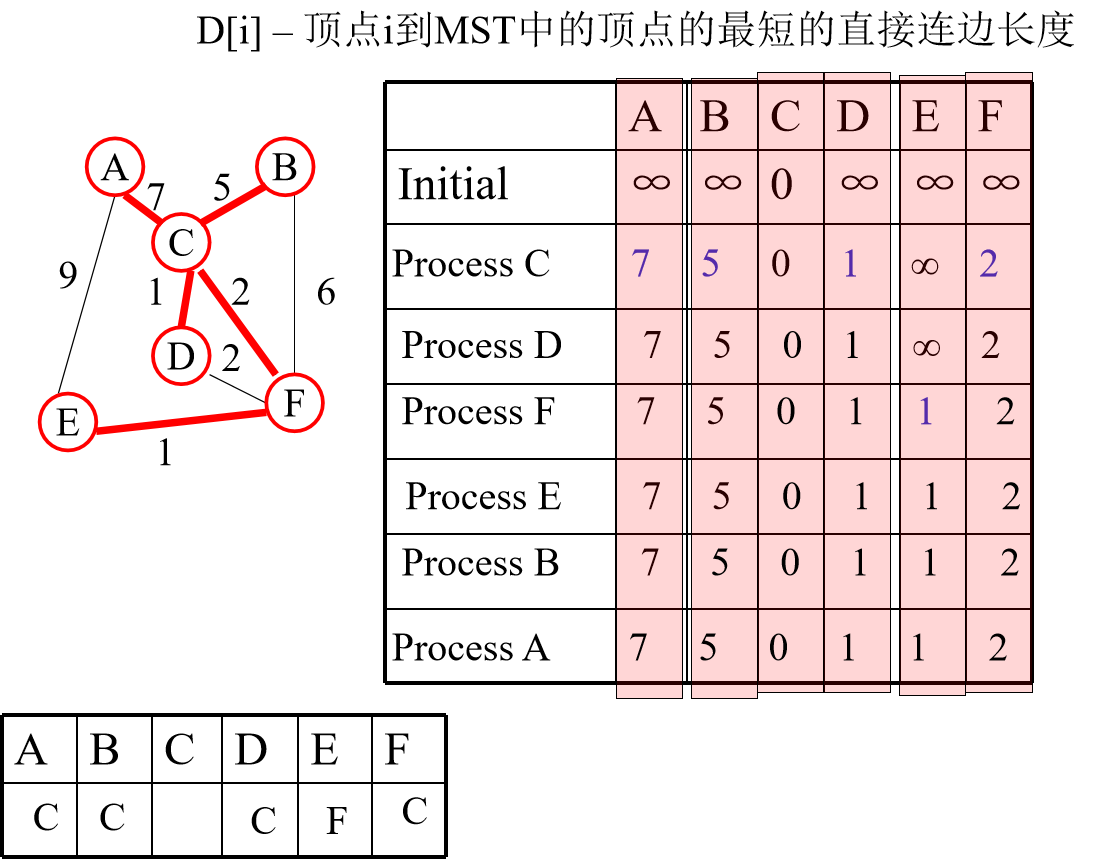 D[i] – 顶点i到MST中的顶点的最短的直接连边长度
A B C D E F
Initial ∞ ∞ 0 ∞ ∞ ∞
Process C 7 5 0 1 ∞ 2
Process D 7 5 0 1 ∞ 2
Process F 7 5 0 1 1 2
Process E 7 5 0 1 1 2
Process B 7 5 0 1 1 2
Process A 7 5 0 1 1 2
A 7 5 B
C
9 1 2 6
D 2
E F
1
A B C D E F
C C C F C